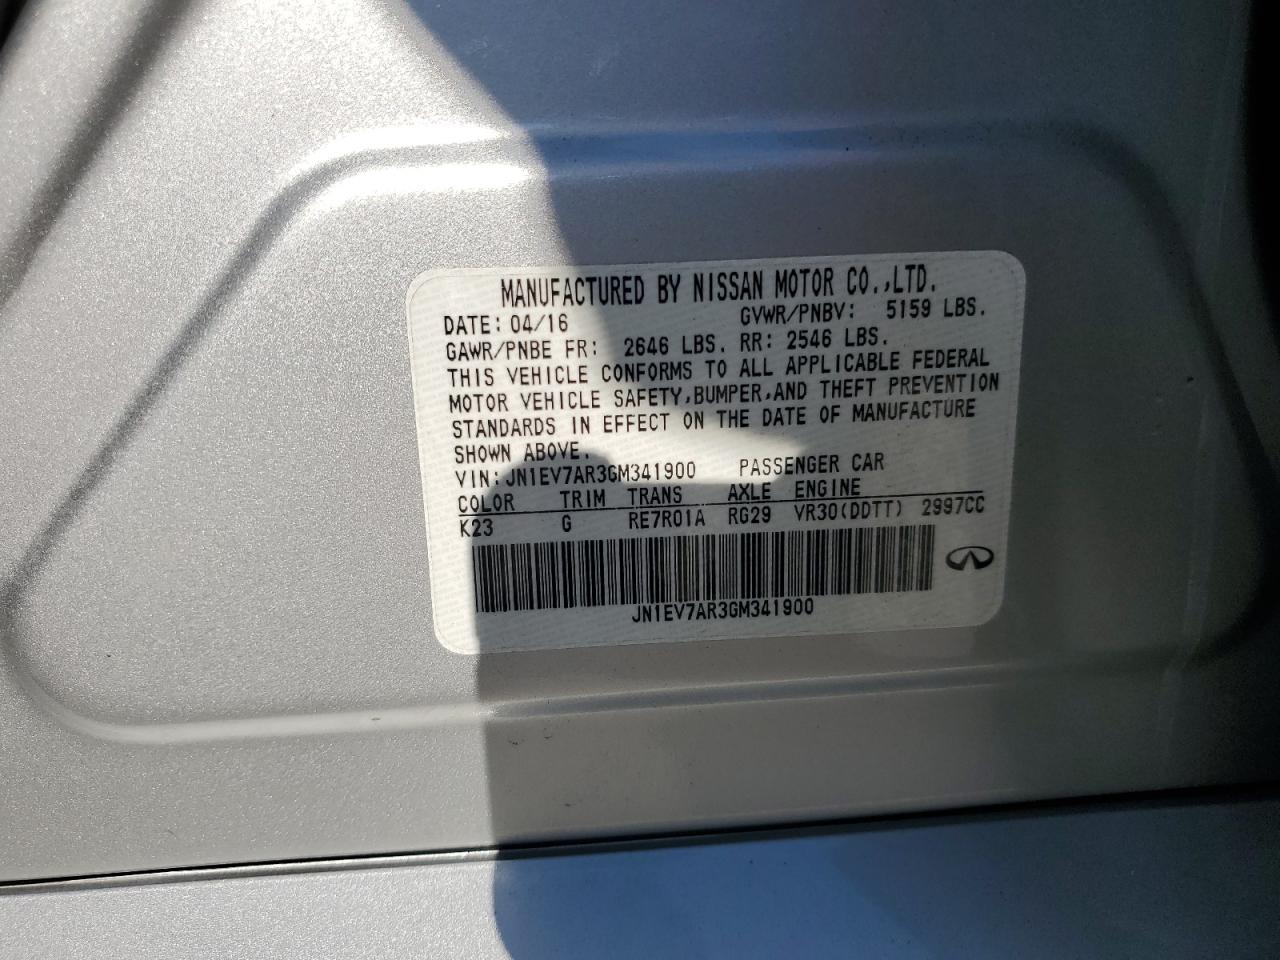 MANUFACTURED BY NISSAN MOTOR CO.,LTD.
DATE: 04/16 GVWR/PNBV: 5159 LBS.
GAWR/PNBE FR: 2646 LBS. RR: 2546 LBS.
THIS VEHICLE CONFORMS TO ALL APPLICABLE FEDERAL
MOTOR VEHICLE SAFETY,BUMPER,AND THEFT PREVENTION
STANDARDS IN EFFECT ON THE DATE OF MANUFACTURE
SHOWN ABOVE.
VIN:JN1EV7AR3GM341900 PASSENGER CAR
COLOR TRIM TRANS AXLE ENGINE
K23 G RE7R01A RG29 VR30(DDTT) 2997CC
JN1EV7AR3GM341900